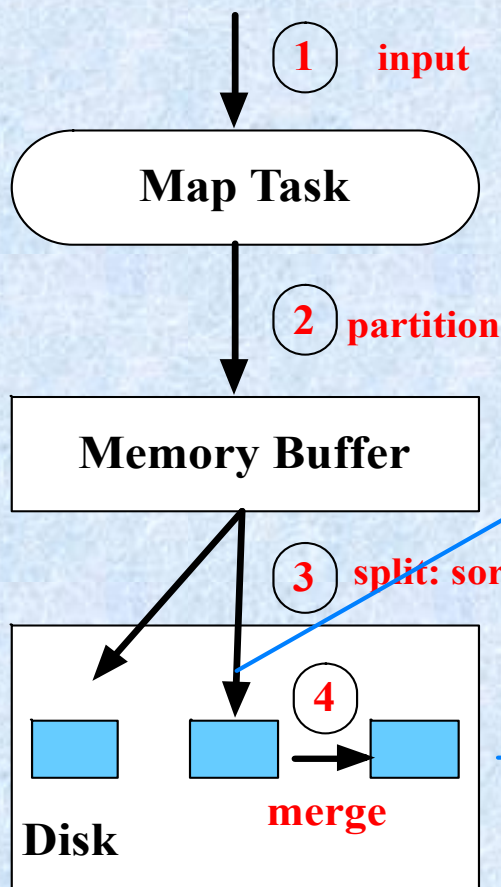 1 input
Map Task
2 partition
Memory Buffer
3 split: sor
4
merge
Disk